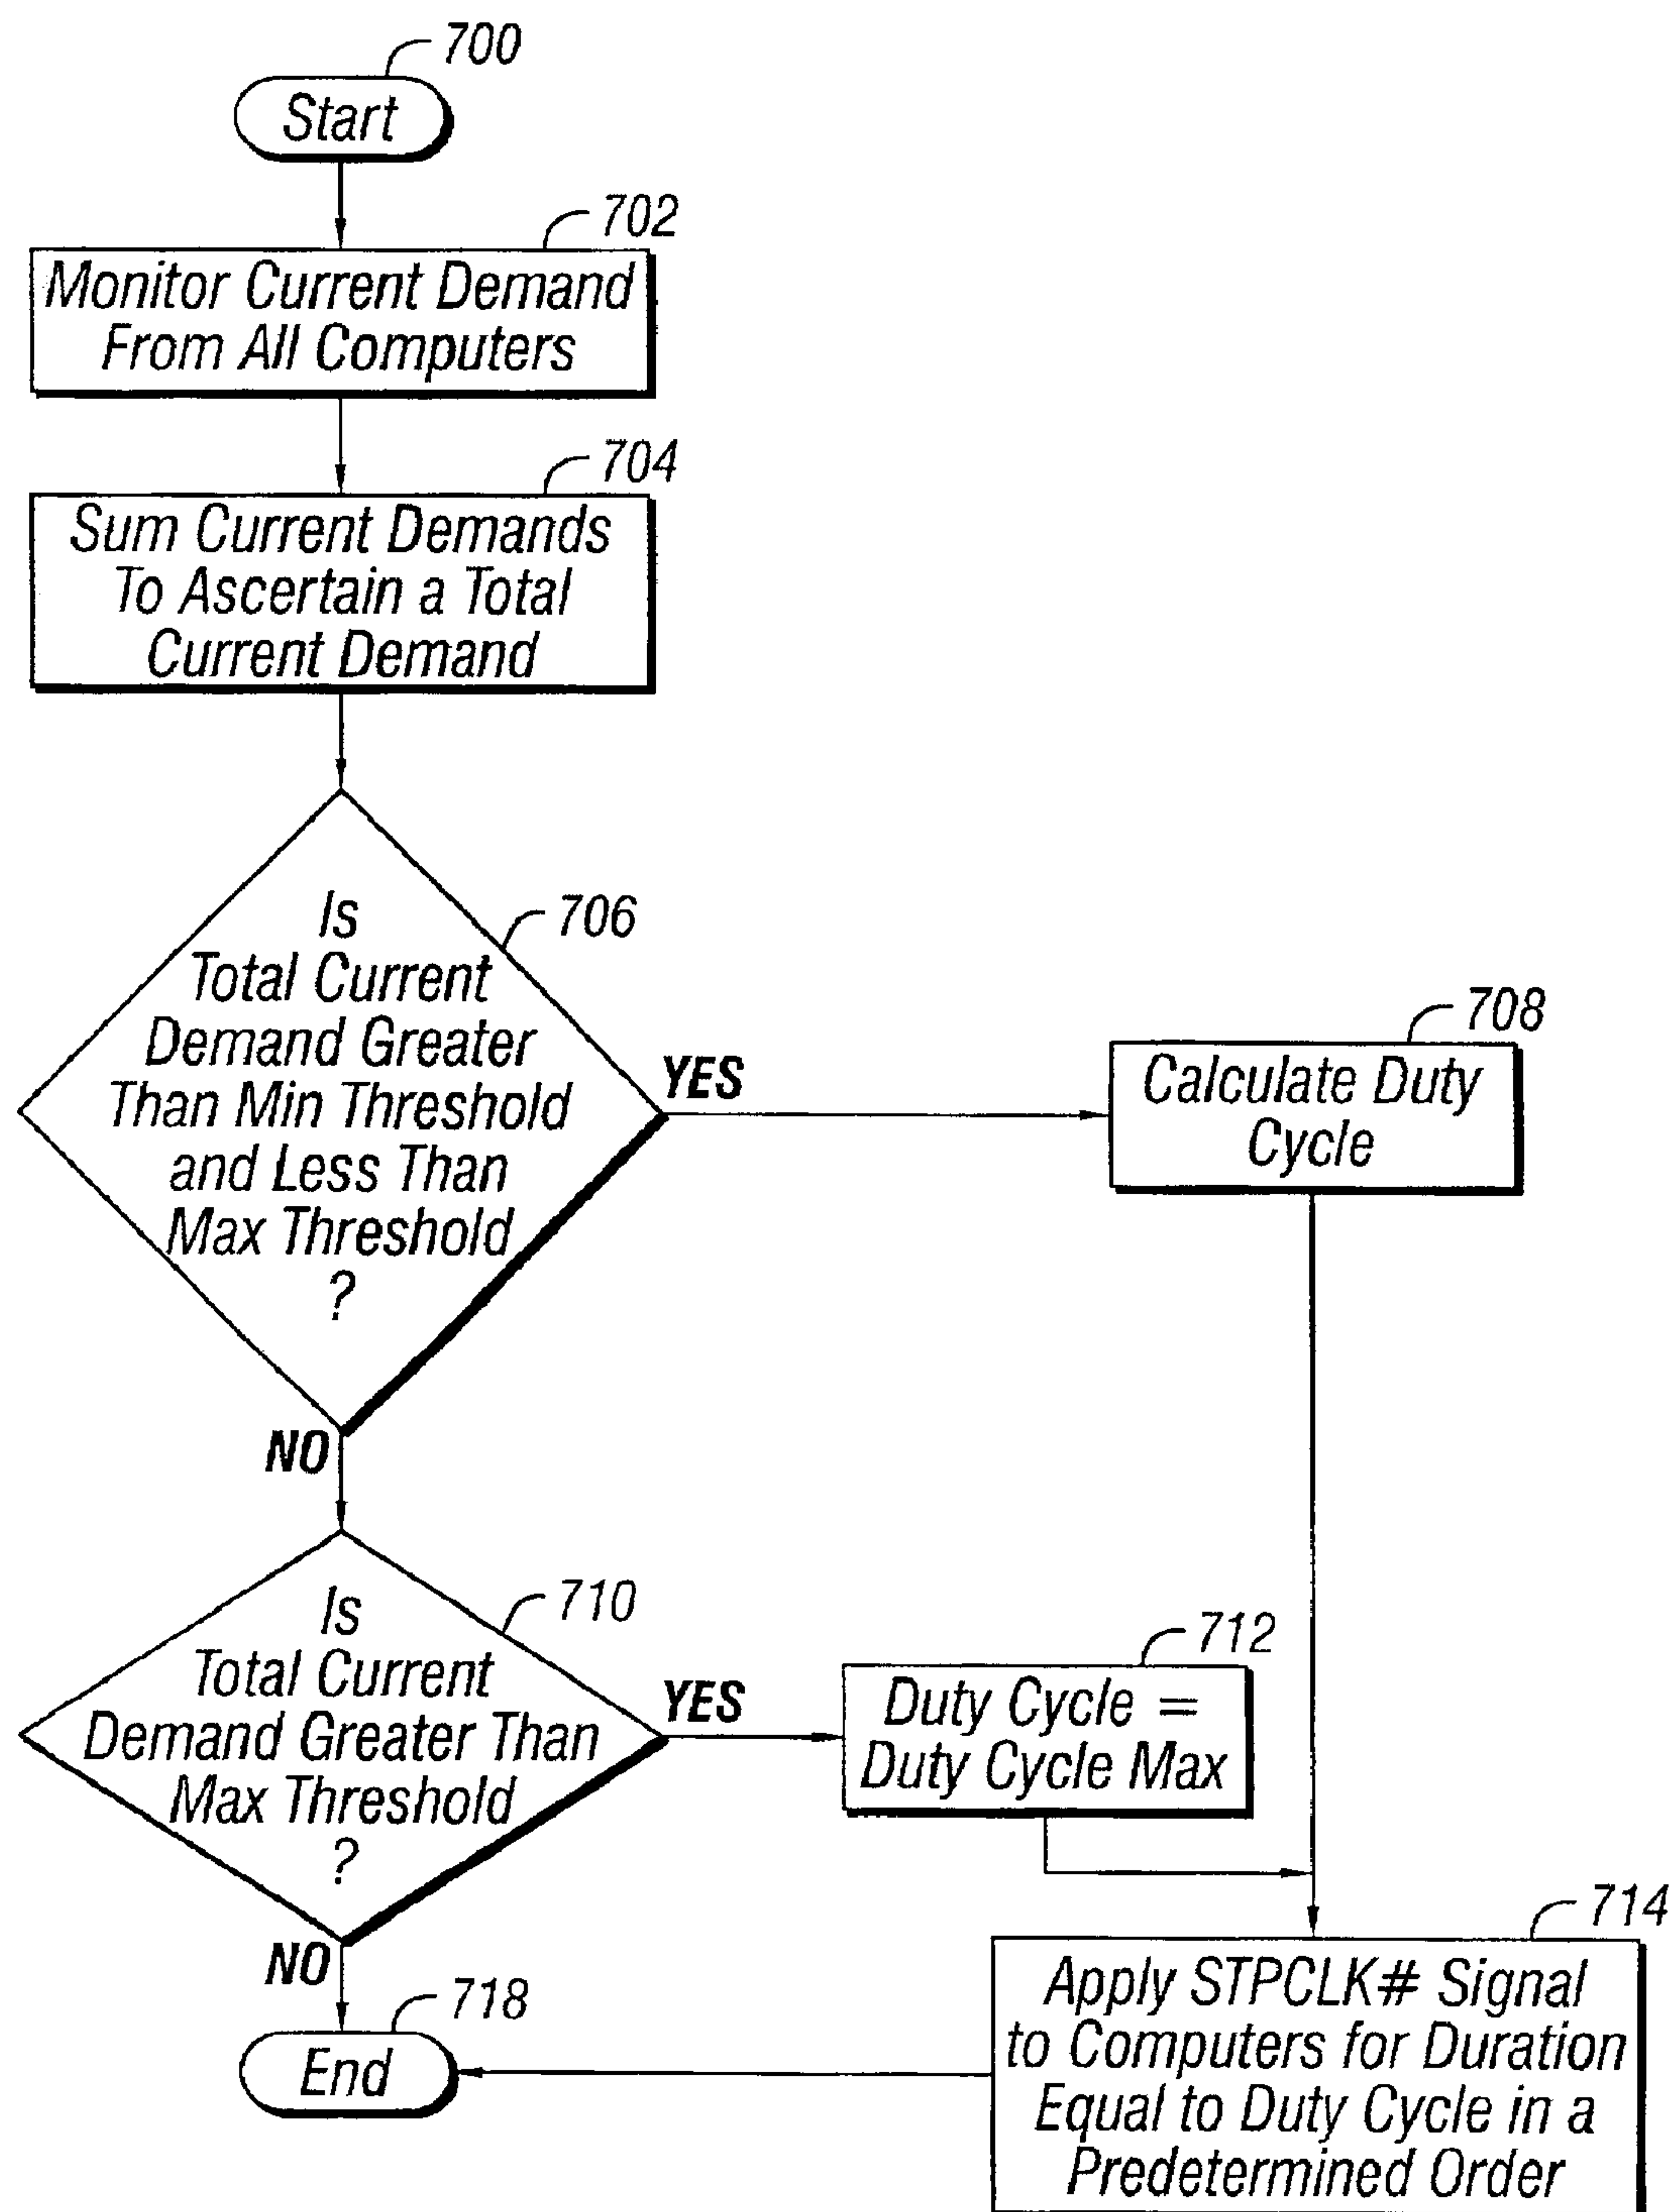 700
Start
702
Monitor Current Demand
From All Computers
704
Sum Current Demands
To Ascertain a Total
Current Demand
706
Is
Total Current
Demand Greater
Than Min Threshold
and Less Than
Max Threshold
?
YES
NO
708
Calculate Duty
Cycle
710
Is
Total Current
Demand Greater Than
Max Threshold
?
YES
NO
712
Duty Cycle =
Duty Cycle Max
714
Apply STPCLK# Signal
to Computers for Duration
Equal to Duty Cycle in a
Predetermined Order
718
End